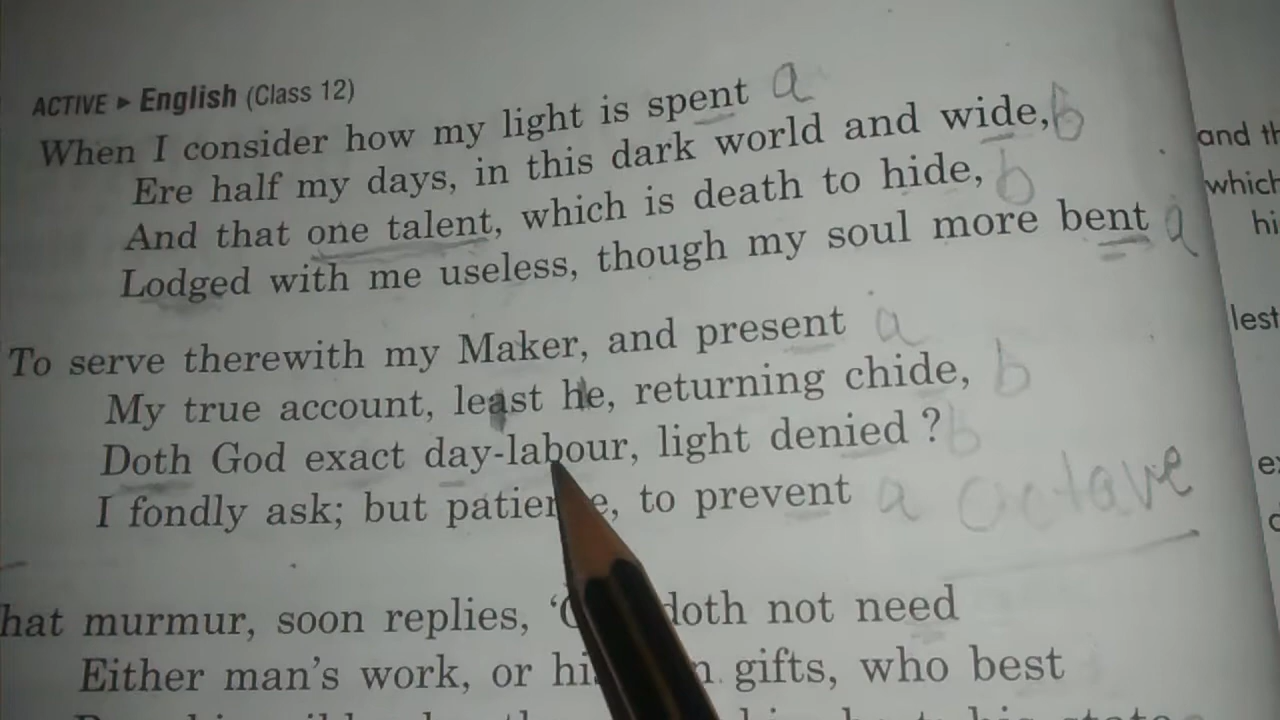 ACTIVE ▸ English (Class 12)
When I consider how my light is spent a
Ere half my days, in this dark world and wide, b
And that one talent, which is death to hide, b
Lodged with me useless, though my soul more bent a
To serve therewith my Maker, and present a
My true account, least he, returning chide, b
Doth God exact day-labour, light denied ? b
I fondly ask; but patience, to prevent a octave
hat murmur, soon replies, ‘ doth not need
Either man's work, or gifts, who best
and th
which
hi
lest